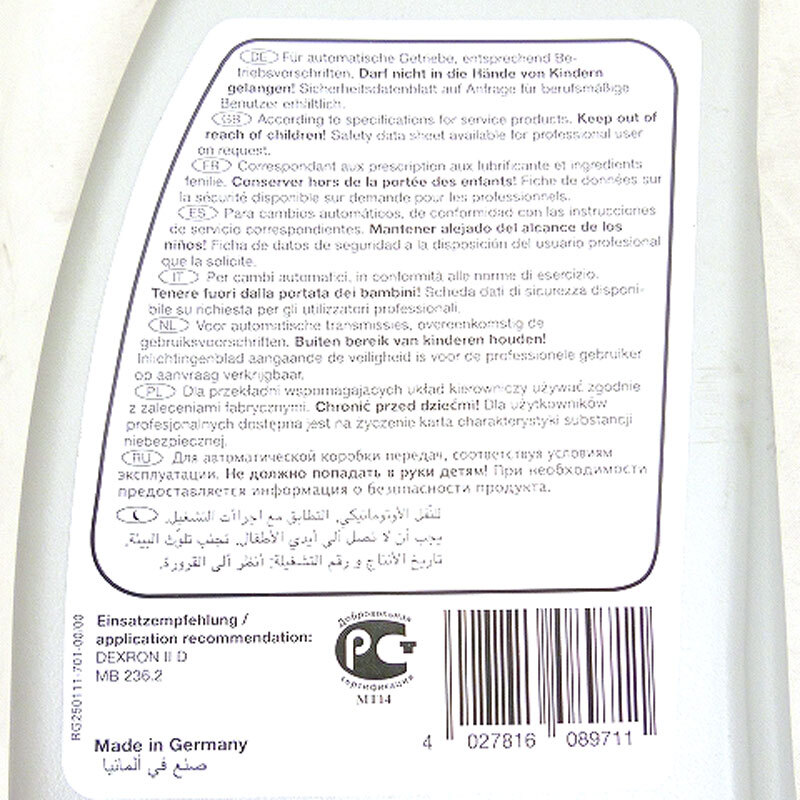 DE Für automatische Getriebe, entsprechend Be-
triebsvorschriften. Darf nicht in die Hände von Kindern
gelangen! Sicherheitsdatenblatt auf Anfrage für berufsmäßige
Benutzer erhältlich.
GB According to specifications for service products. Keep out of
reach of children! Safety data sheet available for professional user
on request.
FR Correspondant aux prescription aux lubrificante et ingredients
fenilie. Conserver hors de la portée des enfants! Fiche de données sur
la sécurité disponible sur demande pour les professionnels.
ES Para cambios automáticos, de conformidad con las instrucciones
de servicio correspondientes. Mantener alejado del alcance de los
niños! Ficha de datos de seguridad a la disposición del usuario profesional
que la solicite.
IT Per cambi automatici, in conformità alle norme di esercizio.
Tenere fuori dalla portata dei bambini! Scheda dati di sicurezza disponi-
bile su richiesta per gli utilizzatori professionali.
NL Voor automatische transmissies, overeenkomstig de
gebruiksvoorschriften. Buiten bereik van kinderen houden!
Inlichtingenblad aangaande de veiligheid is voor de professionele gebruiker
op aanvraag verkrijgbaar.
PL Dla przekładni wspomagających układ kierowniczy używać zgodnie
z zaleceniami fabrycznymi. Chronić przed dziećmi! Dla użytkowników
profesjonalnych dostępna jest na życzenie karta charakterystyki substancji
niebezpiecznej.
RU Для автоматической коробки передач, соответствуя условиям
эксплуатации. Не должно попадать в руки детям! При необходимости
предоставляется информация о безопасности продукта.
للنقل الأوتوماتيكي. التطابق مع اجراآت التشغيل.
يجب أن لا تصل ألى أيدي الأطفال. تجنب تلوث البيئة.
تاريخ الأنتاج و رقم التشغيلة: أنظر ألى القرورة.
RG250111-701-00/00
Einsatzempfehlung /
application recommendation:
DEXRON II D
MB 236.2
Добровольная
РСТ
сертификация
МТ14
Made in Germany
صنع في ألمانيا
4 027816 089711